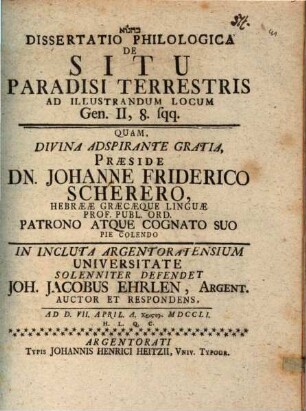 DISSERTATIO PHILOLOGICA
DE
SITU
PARADISI TERRESTRIS
AD ILLUSTRANDUM LOCUM
Gen. II, 8. sqq.
QUAM,
DIVINA ADSPIRANTE GRATIA,
PRÆSIDE
DN. JOHANNE FRIDERICO
SCHERERO,
HEBRÆÆ GRÆCÆQUE LINGUÆ
PROF. PUBL. ORD.
PATRONO ATQUE COGNATO SUO
PIE COLENDO
IN INCLUTA ARGENTORATENSIUM
UNIVERSITATE
SOLENNITER DEFENDET
JOH. JACOBUS EHRLEN, ARGENT.
AUCTOR ET RESPONDENS,
AD D. VII. APRIL. A. MDCCLI.
H. L. Q. C.
ARGENTORATI
TYPIS JOHANNIS HENRICI HEITZII, VNIV. TYPOGR.